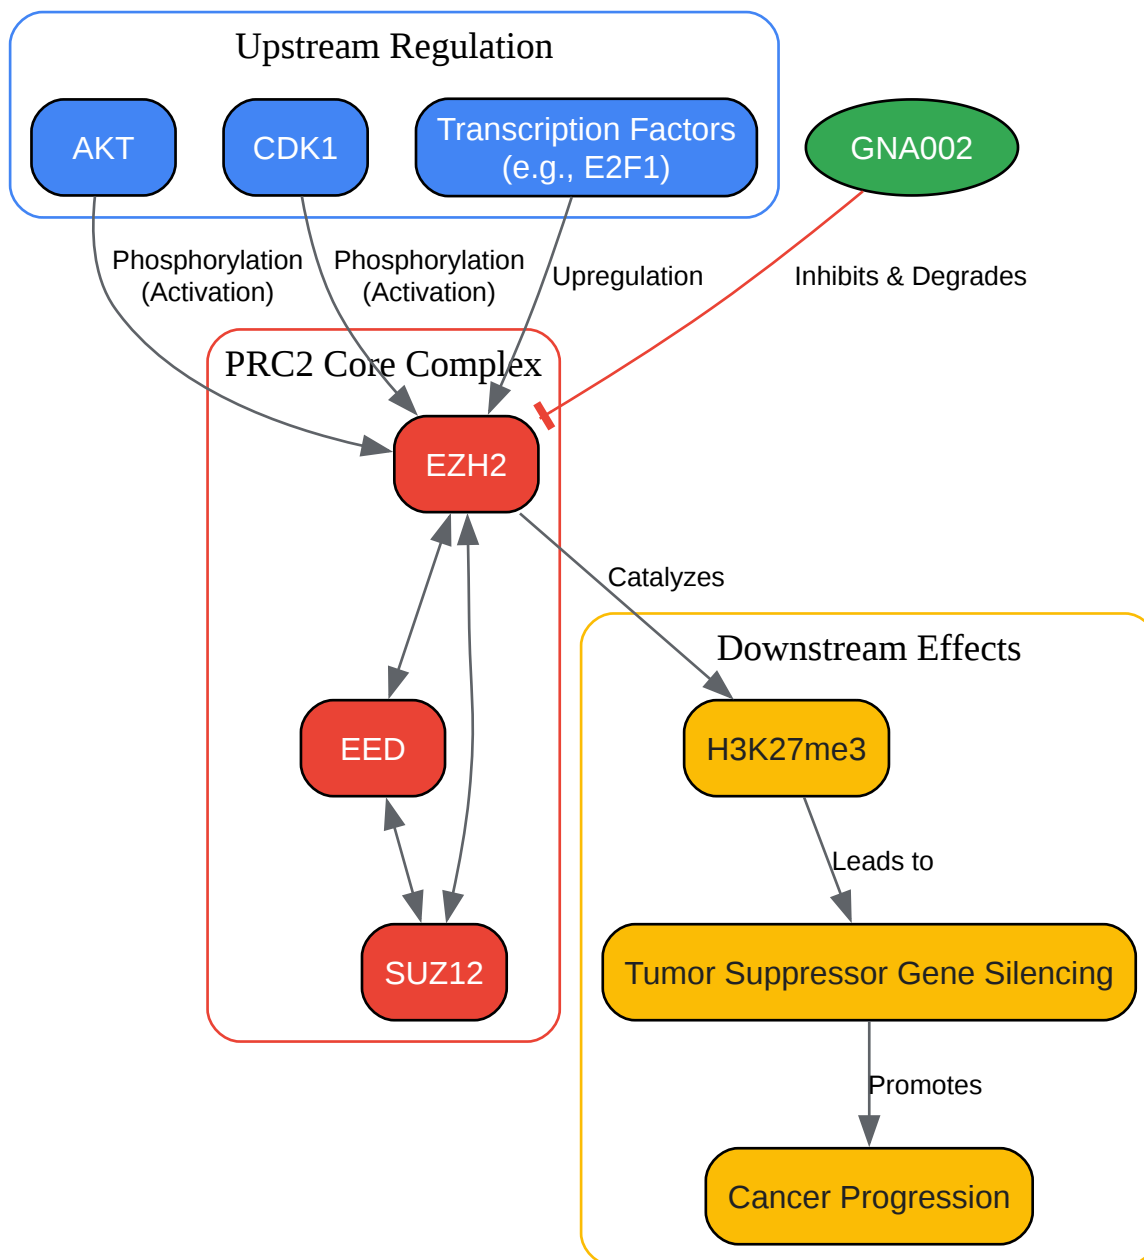 Upstream Regulation
AKT
CDK1
Transcription Factors
(e.g., E2F1)
GNA002
Phosphorylation
(Activation)
Phosphorylation
(Activation)
Upregulation
Inhibits & Degrades
PRC2 Core Complex
EZH2
Catalyzes
Downstream Effects
EED
H3K27me3
Leads to
SUZ12
Tumor Suppressor Gene Silencing
Promotes
Cancer Progression